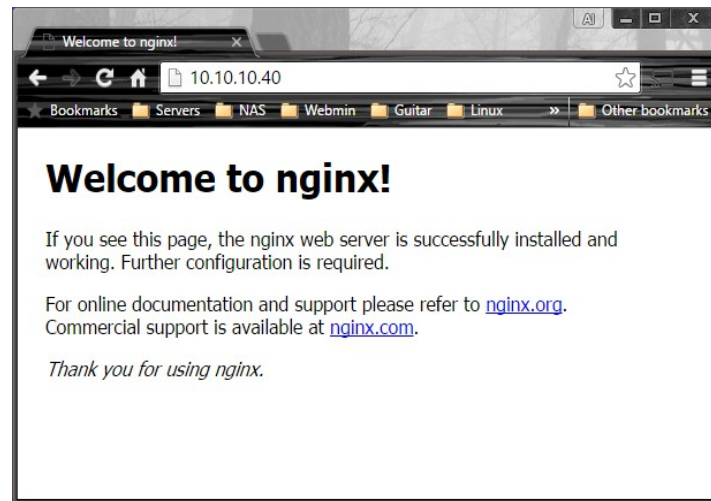 AI
Welcome to nginx!
10.10.10.40
Bookmarks Servers NAS Webmin Guitar Linux » Other bookmarks
Welcome to nginx!
If you see this page, the nginx web server is successfully installed and
working. Further configuration is required.
For online documentation and support please refer to nginx.org.
Commercial support is available at nginx.com.
Thank you for using nginx.